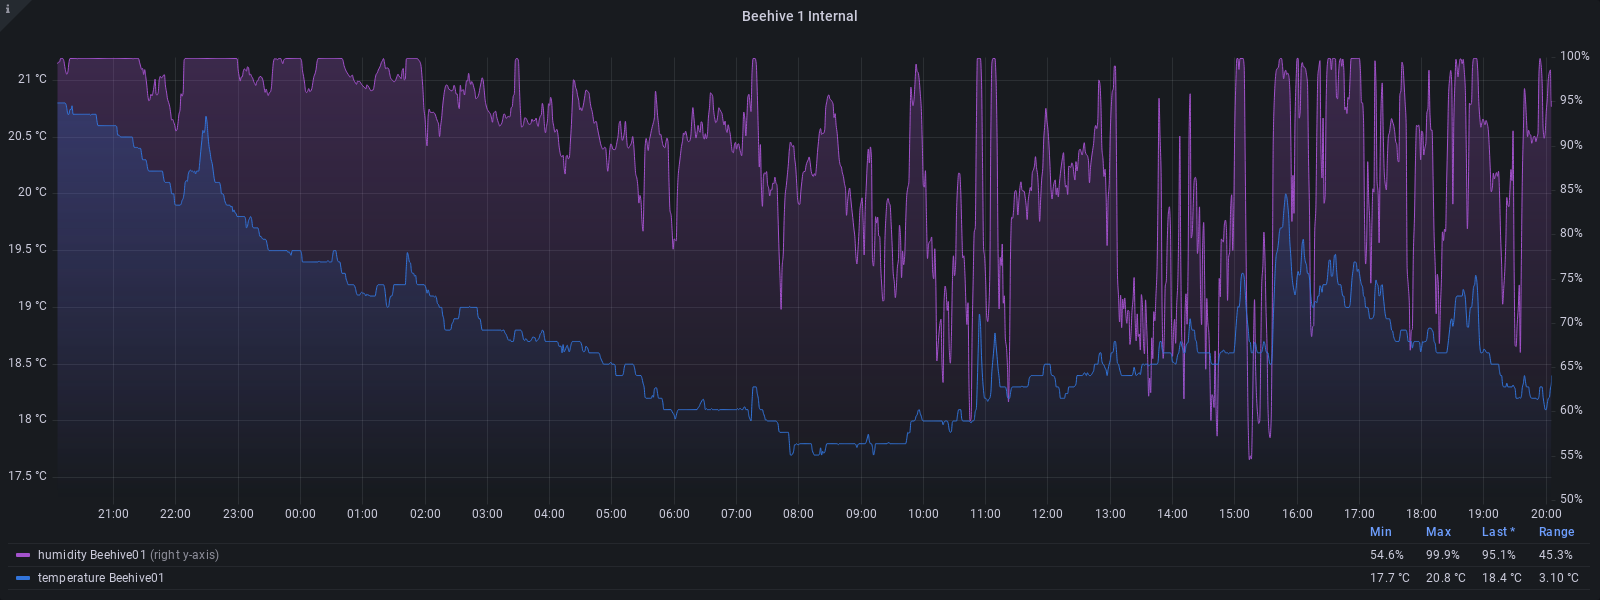 i
Beehive 1 Internal
21 °C
20.5 °C
20 °C
19.5 °C
19 °C
18.5 °C
18 °C
17.5 °C
100%
95%
90%
85%
80%
75%
70%
65%
60%
55%
50%
21:00 22:00 23:00 00:00 01:00 02:00 03:00 04:00 05:00 06:00 07:00 08:00 09:00 10:00 11:00 12:00 13:00 14:00 15:00 16:00 17:00 18:00 19:00 20:00
Min Max Last * Range
humidity Beehive01 (right y-axis) 54.6% 99.9% 95.1% 45.3%
temperature Beehive01 17.7 °C 20.8 °C 18.4 °C 3.10 °C